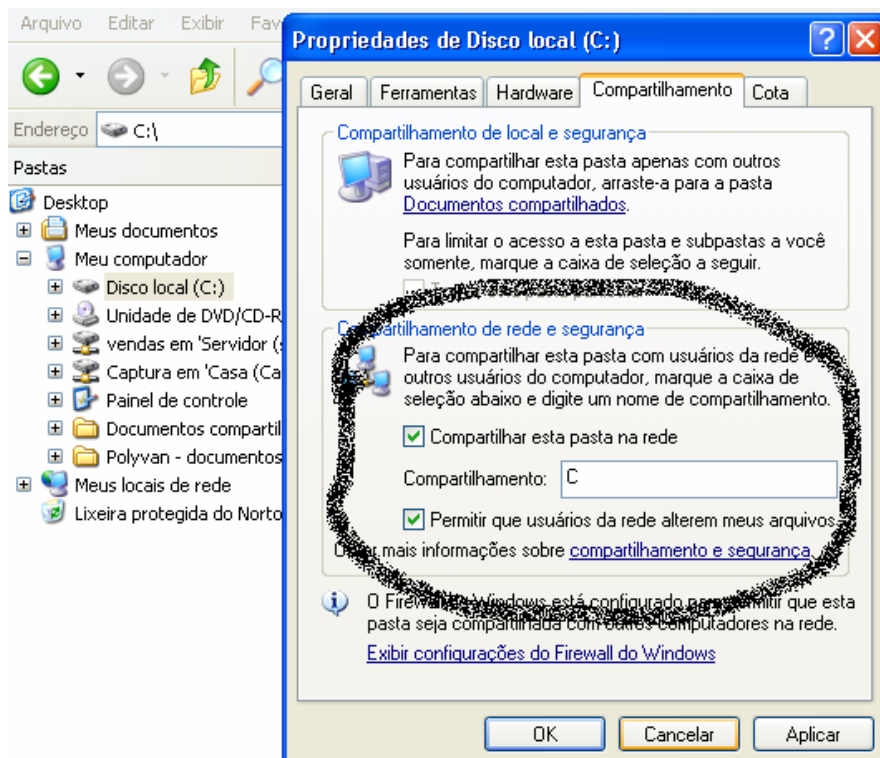 Arquivo Editar Exibir Fav
Endereço C:\
Pastas
Desktop
Meus documentos
Meu computador
Disco local (C:)
Unidade de DVD/CD-R
vendas em 'Servidor (s
Captura em 'Casa (Ca
Painel de controle
Documentos compartil
Polyvan - documentos
Meus locais de rede
Lixeira protegida do Norto
Propriedades de Disco local (C:)
Geral Ferramentas Hardware Compartilhamento Cota
Compartilhamento de local e segurança
Para compartilhar esta pasta apenas com outros
usuários do computador, arraste-a para a pasta
Documentos compartilhados.
Para limitar o acesso a esta pasta e subpastas a você
somente, marque a caixa de seleção a seguir.
Compartilhamento de rede e segurança
Para compartilhar esta pasta com usuários da rede e
outros usuários do computador, marque a caixa de
seleção abaixo e digite um nome de compartilhamento.
Compartilhar esta pasta na rede
Compartilhamento: C
Permitir que usuários da rede alterem meus arquivos
mais informações sobre compartilhamento e segurança.
O Firewall do Windows está configurado para permitir que esta
pasta seja compartilhada com outros computadores na rede.
Exibir configurações do Firewall do Windows
OK Cancelar Aplicar